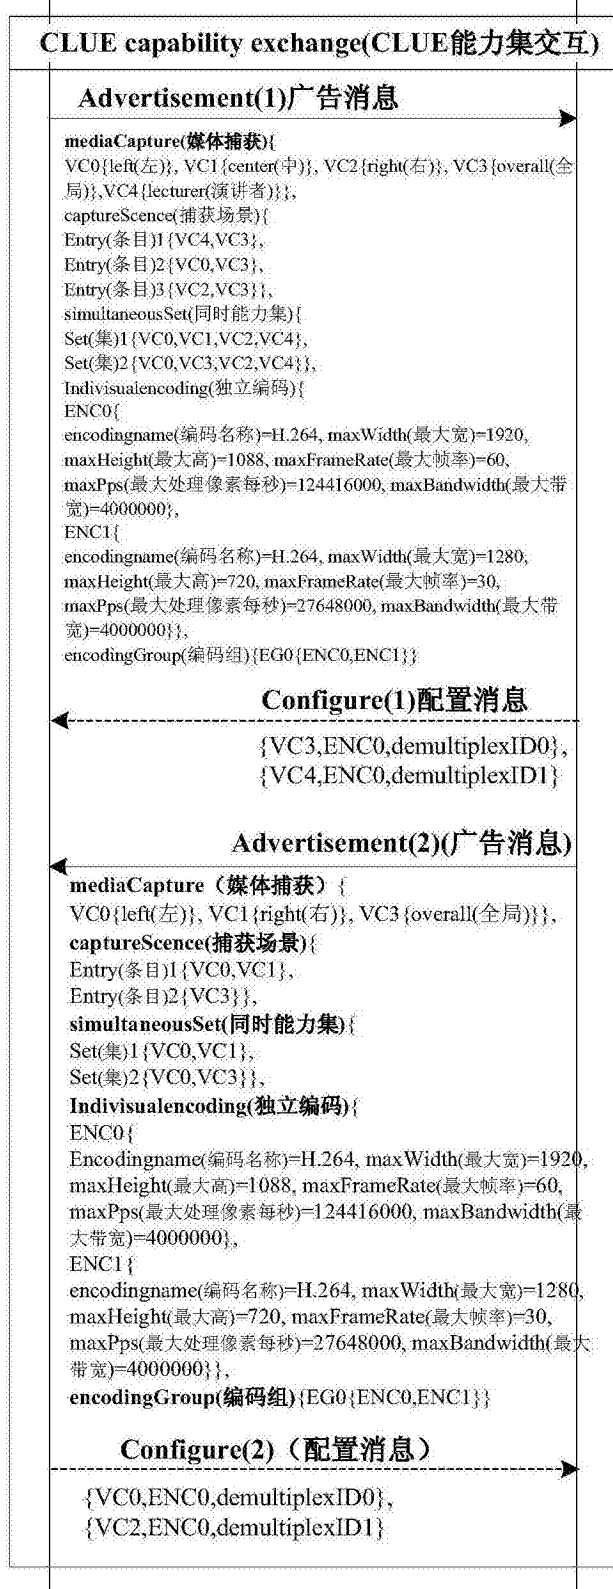 CLUE capability exchange(CLUE能力集交互)
Advertisement(1)广告消息
mediaCapture(媒体捕获){
VC0{left(左)}, VC1{center(中)}, VC2{right(右)}, VC3{overall(全
局)},VC4{lecturer(演讲者)}},
captureScence(捕获场景){
Entry(条目)1{VC4,VC3},
Entry(条目)2{VC0,VC3},
Entry(条目)3{VC2,VC3}},
simultaneousSet(同时能力集){
Set(集)1{VC0,VC1,VC2,VC4},
Set(集)2{VC0,VC3,VC2,VC4}},
Indivisualencoding(独立编码){
ENC0{
encodingname(编码名称)=H.264, maxWidth(最大宽)=1920,
maxHeight(最大高)=1088, maxFrameRate(最大帧率)=60,
maxPps(最大处理像素每秒)=124416000, maxBandwidth(最大带
宽)=4000000},
ENC1{
encodingname(编码名称)=H.264, maxWidth(最大宽)=1280,
maxHeight(最大高)=720, maxFrameRate(最大帧率)=30,
maxPps(最大处理像素每秒)=27648000, maxBandwidth(最大带
宽)=4000000}},
encodingGroup(编码组){EG0{ENC0,ENC1}}
Configure(1)配置消息
{VC3,ENC0,demultiplexID0},
{VC4,ENC0,demultiplexID1}
Advertisement(2)(广告消息)
mediaCapture（媒体捕获）{
VC0{left(左)}, VC1{right(右)}, VC3{overall(全局)}},
captureScence(捕获场景){
Entry(条目)1{VC0,VC1},
Entry(条目)2{VC3}},
simultaneousSet(同时能力集){
Set(集)1{VC0,VC1},
Set(集)2{VC0,VC3}},
Indivisualencoding(独立编码){
ENC0{
Encodingname(编码名称)=H.264, maxWidth(最大宽)=1920,
maxHeight(最大高)=1088, maxFrameRate(最大帧率)=60,
maxPps(最大处理像素每秒)=124416000, maxBandwidth(最
大带宽)=4000000},
ENC1{
encodingname(编码名称)=H.264, maxWidth(最大宽)=1280,
maxHeight(最大高)=720, maxFrameRate(最大帧率)=30,
maxPps(最大处理像素每秒)=27648000, maxBandwidth(最大
带宽)=4000000}},
encodingGroup(编码组){EG0{ENC0,ENC1}}
Configure(2)（配置消息）
{VC0,ENC0,demultiplexID0},
{VC2,ENC0,demultiplexID1}